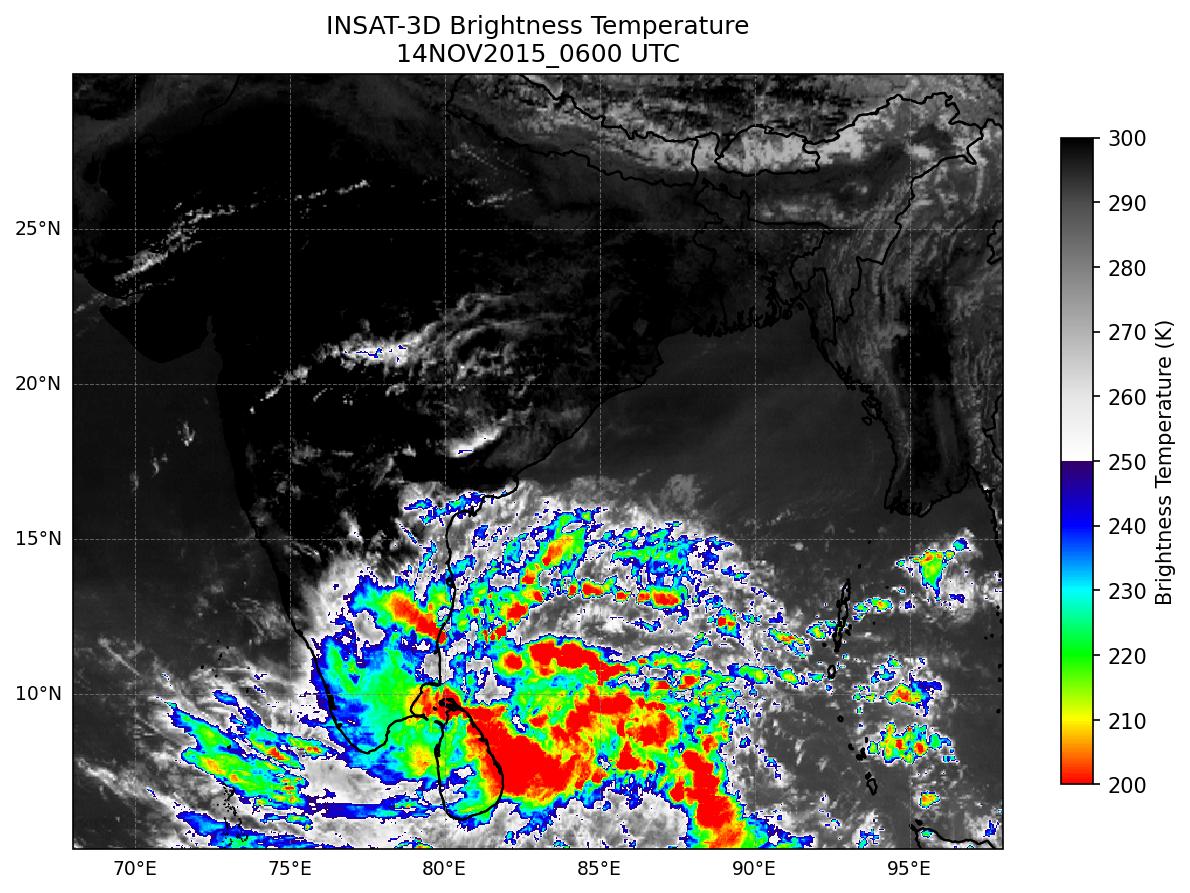 INSAT-3D Brightness Temperature
14NOV2015_0600 UTC
25°N
20°N
15°N
10°N
70°E
75°E
80°E
85°E
90°E
95°E
300
290
280
270
260
250
240
230
220
210
200
Brightness Temperature (K)